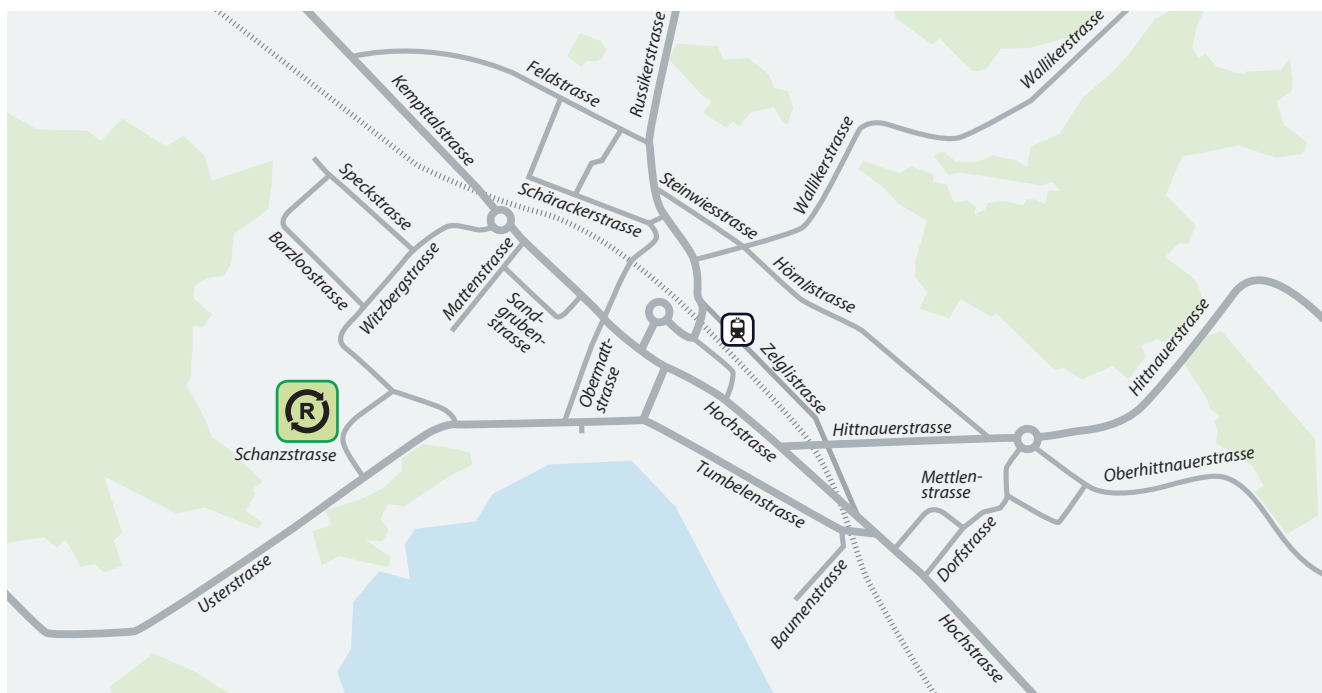 Wallikerstrasse
Feldstrasse
Russikerstrasse
Kempttalstrasse
Wallikerstrasse
Speckstrasse
Steinwiesstrasse
Schärackerstrasse
Barzloostrasse
Witzbergstrasse
Mattenstrasse
Sand-
gruben-
strasse
Hörnlistrasse
Hittnauerstrasse
Obermatt-
strasse
Zelglistrasse
R
Schanzstrasse
Hochstrasse
Hittnauerstrasse
Tumbelenstrasse
Mettlen-
strasse
Oberhittnauerstrasse
Usterstrasse
Dorfstrasse
Baumenstrasse
Hochstrasse